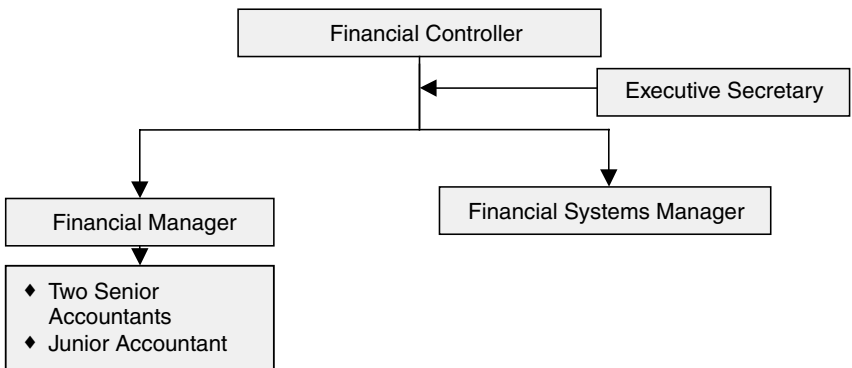 Financial Controller
Executive Secretary
Financial Manager
Financial Systems Manager
♦ Two Senior
Accountants
♦ Junior Accountant